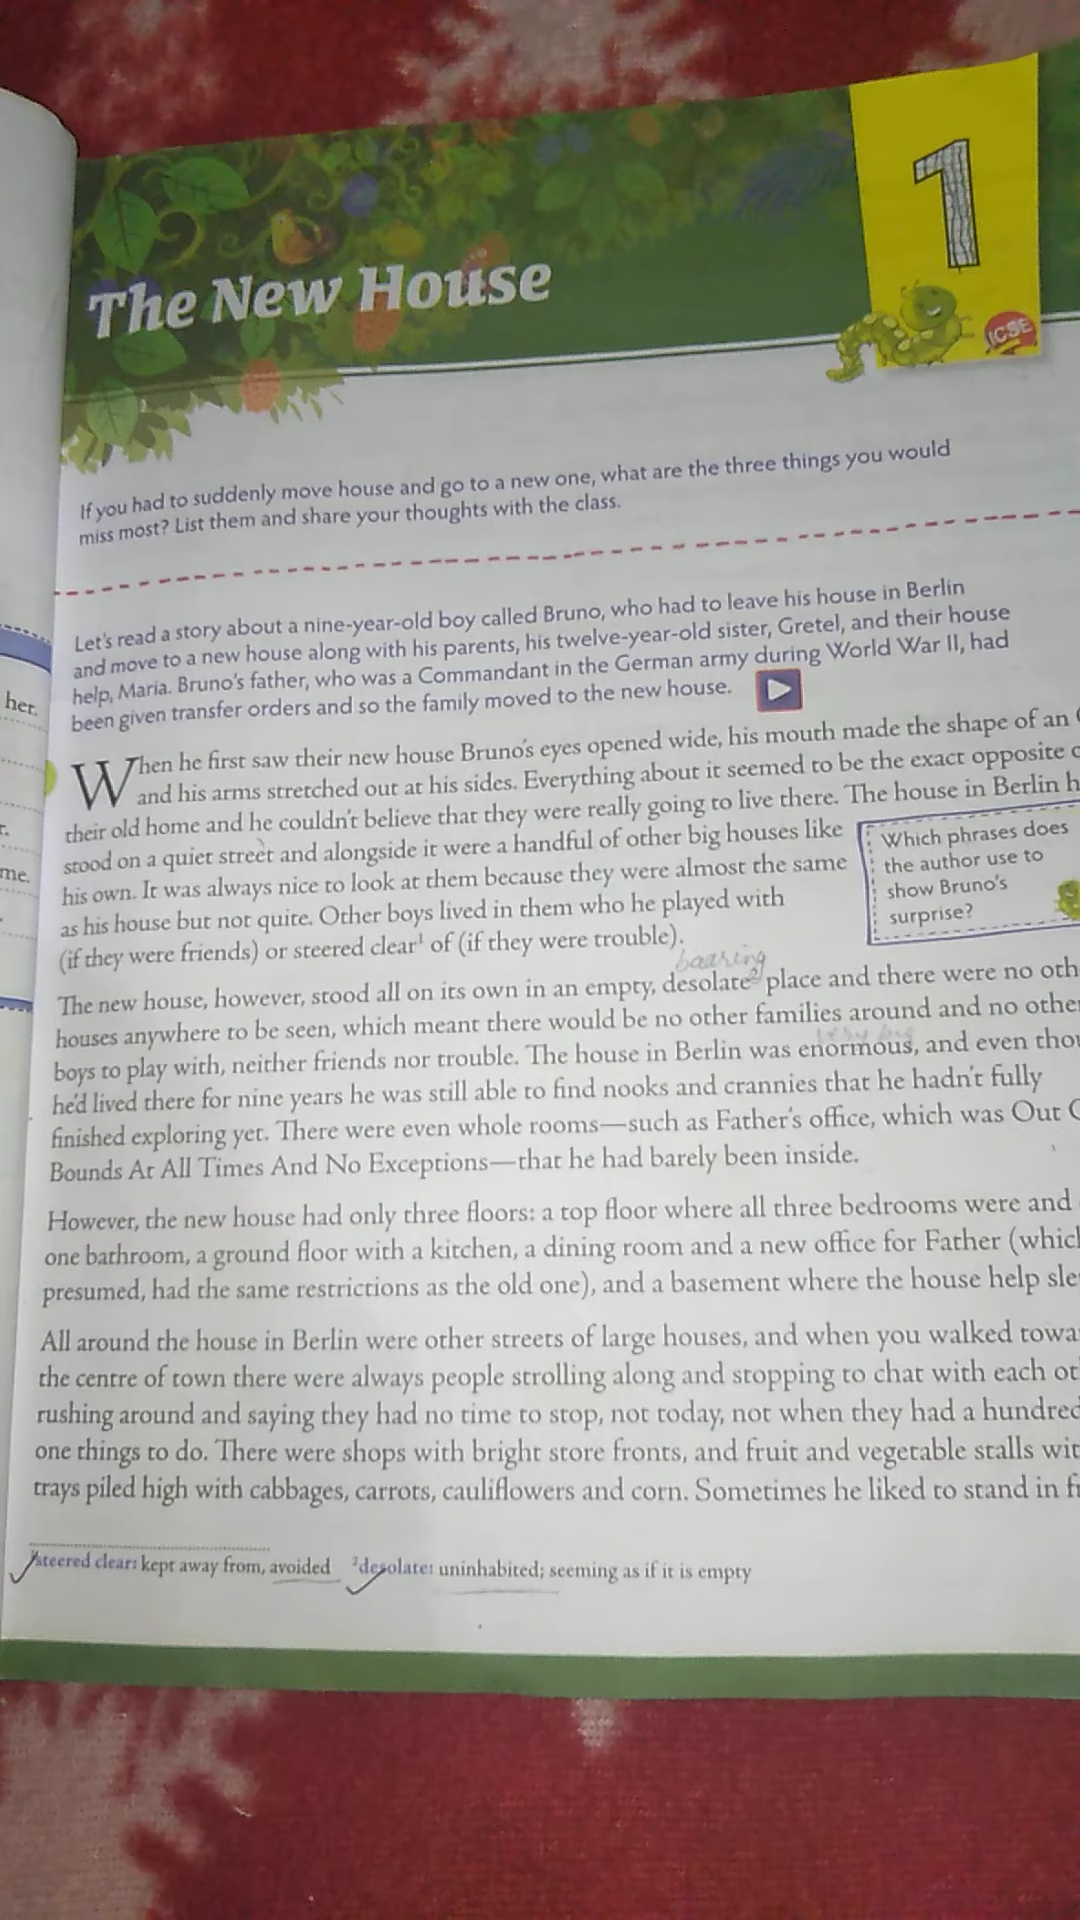 1
ICSE
The New House
If you had to suddenly move house and go to a new one, what are the three things you would
miss most? List them and share your thoughts with the class.
Let's read a story about a nine-year-old boy called Bruno, who had to leave his house in Berlin
and move to a new house along with his parents, his twelve-year-old sister, Gretel, and their house
help, Maria. Bruno's father, who was a Commandant in the German army during World War II, had
been given transfer orders and so the family moved to the new house.
her.
r.
me.
When he first saw their new house Bruno's eyes opened wide, his mouth made the shape of an
and his arms stretched out at his sides. Everything about it seemed to be the exact opposite
their old home and he couldn't believe that they were really going to live there. The house in Berlin h
stood on a quiet street and alongside it were a handful of other big houses like
his own. It was always nice to look at them because they were almost the same
as his house but not quite. Other boys lived in them who he played with
(if they were friends) or steered clear¹ of (if they were trouble).
Which phrases does
the author use to
show Bruno's
surprise?
baaring
The new house, however, stood all on its own in an empty, desolate² place and there were no oth
houses anywhere to be seen, which meant there would be no other families around and no other
very big
boys to play with, neither friends nor trouble. The house in Berlin was enormous, and even thou
he'd lived there for nine years he was still able to find nooks and crannies that he hadn't fully
finished exploring yet. There were even whole rooms—such as Father's office, which was Out
Bounds At All Times And No Exceptions—that he had barely been inside.
However, the new house had only three floors: a top floor where all three bedrooms were and
one bathroom, a ground floor with a kitchen, a dining room and a new office for Father (which
presumed, had the same restrictions as the old one), and a basement where the house help sle
All around the house in Berlin were other streets of large houses, and when you walked towa
the centre of town there were always people strolling along and stopping to chat with each ot
rushing around and saying they had no time to stop, not today, not when they had a hundred
one things to do. There were shops with bright store fronts, and fruit and vegetable stalls wit
trays piled high with cabbages, carrots, cauliflowers and corn. Sometimes he liked to stand in f
¹steered clear: kept away from, avoided ²desolate: uninhabited; seeming as if it is empty